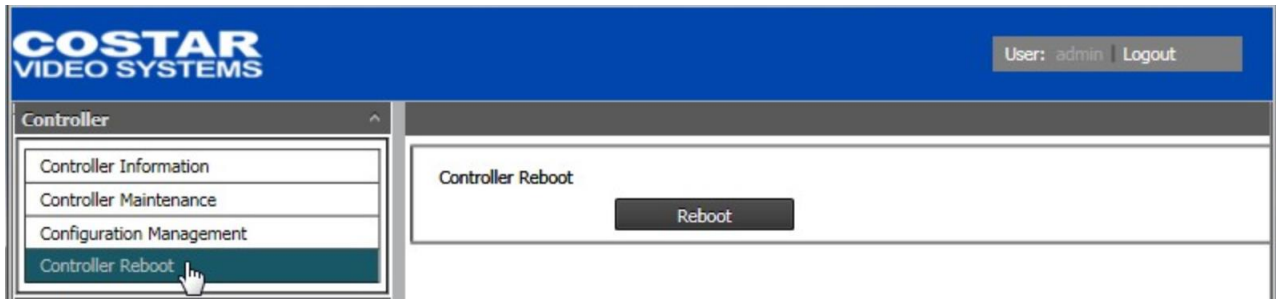 COSTAR
VIDEO SYSTEMS
User: admin | Logout
Controller
Controller Information
Controller Maintenance
Configuration Management
Controller Reboot
Controller Reboot
Reboot